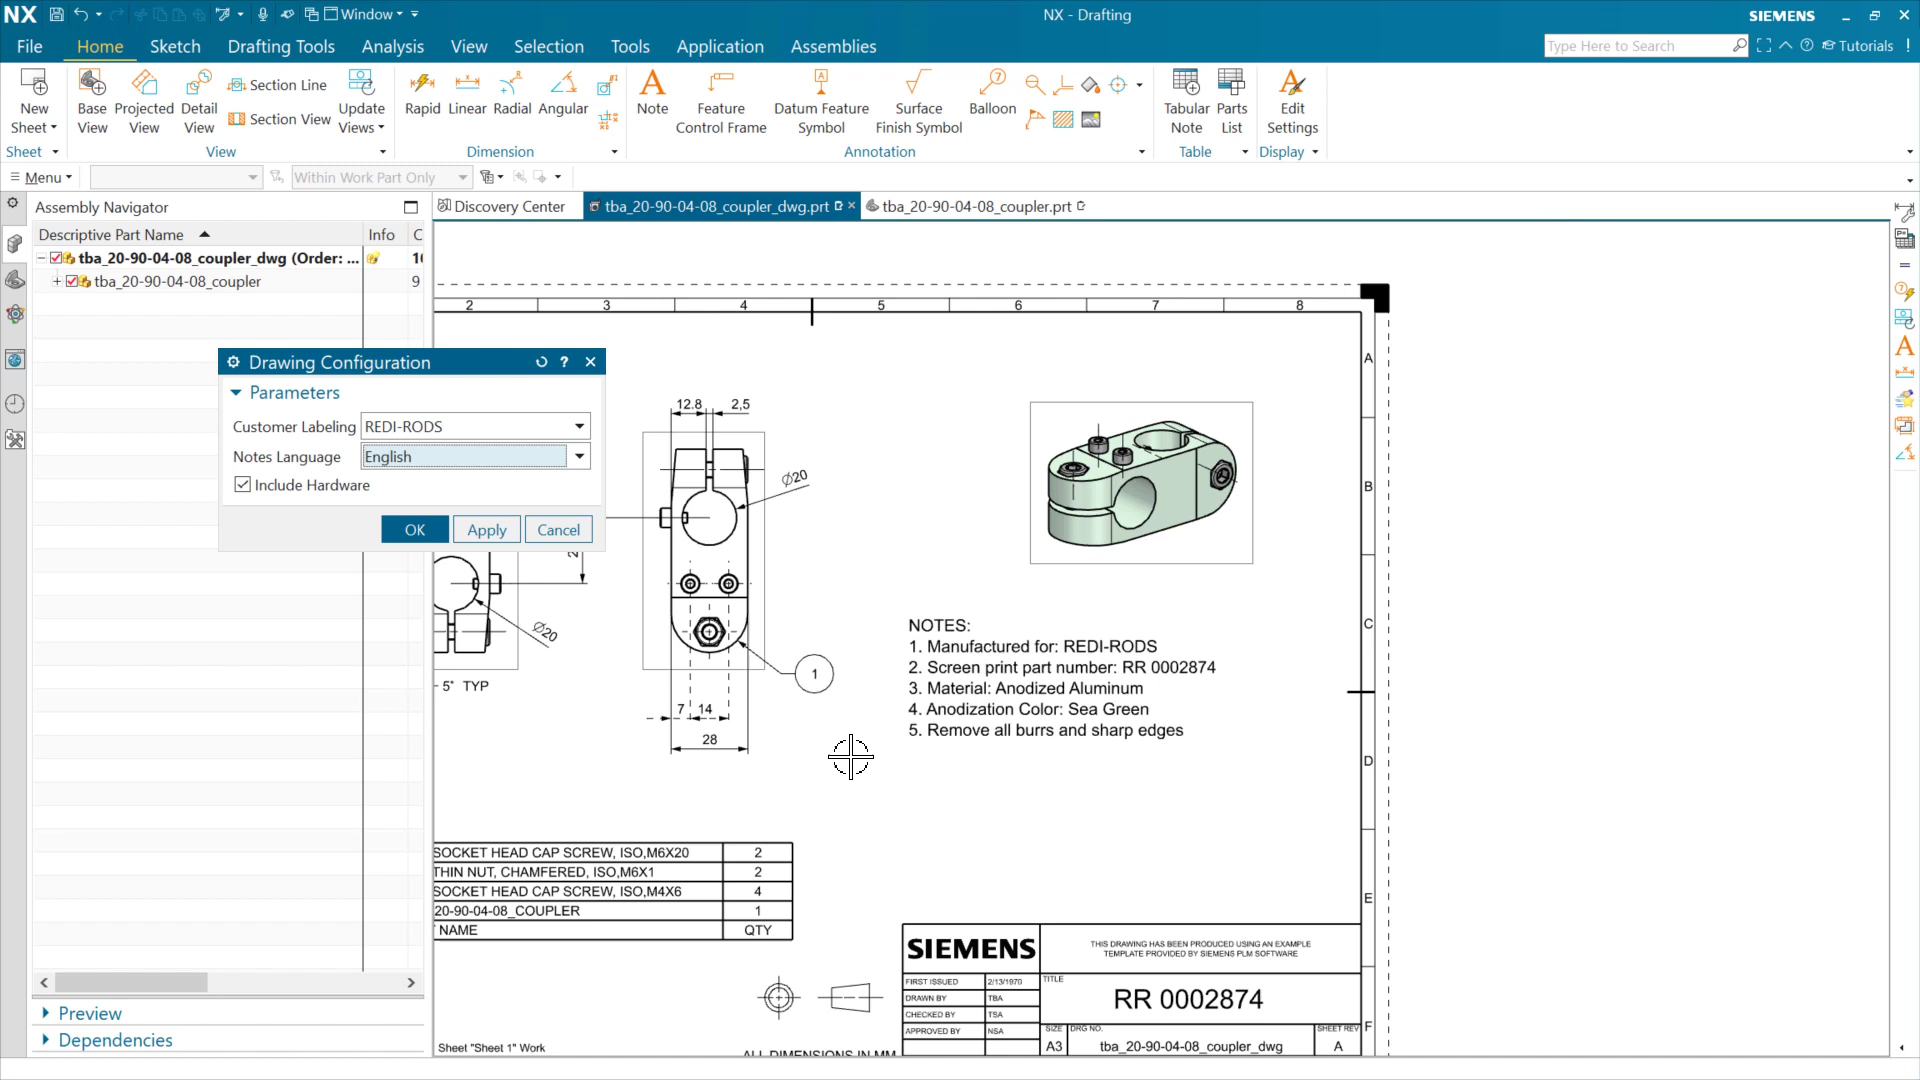 NX
Window
NX - Drafting
SIEMENS
File Home Sketch Drafting Tools Analysis View Selection Tools Application Assemblies
Type Here to Search
Tutorials
New Sheet
Base View
Projected View
Detail View
Section Line
Section View
Update Views
Rapid
Linear
Radial
Angular
Note
Feature Control Frame
Datum Feature Symbol
Surface Finish Symbol
Balloon
Tabular Note
Parts List
Edit Settings
Sheet View Dimension Annotation Table Display
Menu
Within Work Part Only
Assembly Navigator
Discovery Center
tba_20-90-04-08_coupler_dwg.prt
tba_20-90-04-08_coupler.prt
Descriptive Part Name Info C
tba_20-90-04-08_coupler_dwg (Order: ... 10
tba_20-90-04-08_coupler 9
2 3 4 5 6 7 8
A
B
C
D
E
F
Drawing Configuration
Parameters
Customer Labeling REDI-RODS
Notes Language English
Include Hardware
OK Apply Cancel
12.8 2,5
Ø20
Ø20
5° TYP
1
7 14
28
NOTES:
1. Manufactured for: REDI-RODS
2. Screen print part number: RR 0002874
3. Material: Anodized Aluminum
4. Anodization Color: Sea Green
5. Remove all burrs and sharp edges
SOCKET HEAD CAP SCREW, ISO,M6X20 2
THIN NUT, CHAMFERED, ISO,M6X1 2
SOCKET HEAD CAP SCREW, ISO,M4X6 4
20-90-04-08_COUPLER 1
NAME QTY
SIEMENS
THIS DRAWING HAS BEEN PRODUCED USING AN EXAMPLE
TEMPLATE PROVIDED BY SIEMENS PLM SOFTWARE
FIRST ISSUED 2/13/1970
DRAWN BY TBA
CHECKED BY TSA
APPROVED BY NSA
TITLE
RR 0002874
SIZE DRG NO. SHEET REV
A3 tba_20-90-04-08_coupler_dwg A
ALL DIMENSIONS IN MM
Preview
Dependencies
Sheet "Sheet 1" Work